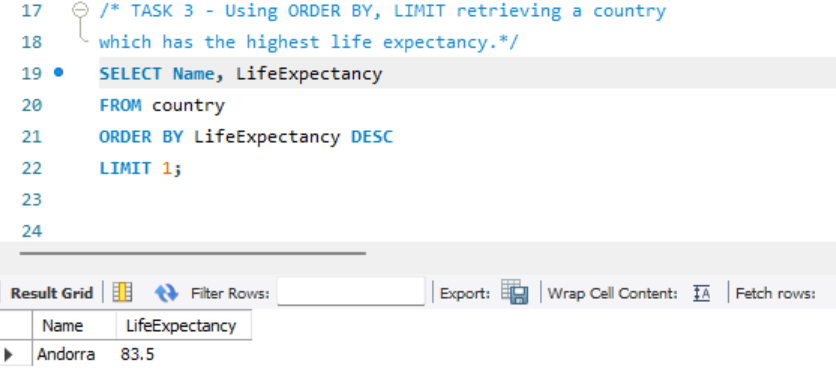 17 /* TASK 3 - Using ORDER BY, LIMIT retrieving a country
18 which has the highest life expectancy.*/
19 SELECT Name, LifeExpectancy
20 FROM country
21 ORDER BY LifeExpectancy DESC
22 LIMIT 1;
23
24
Result Grid Filter Rows: Export: Wrap Cell Content: IA Fetch rows:
Name LifeExpectancy
Andorra 83.5